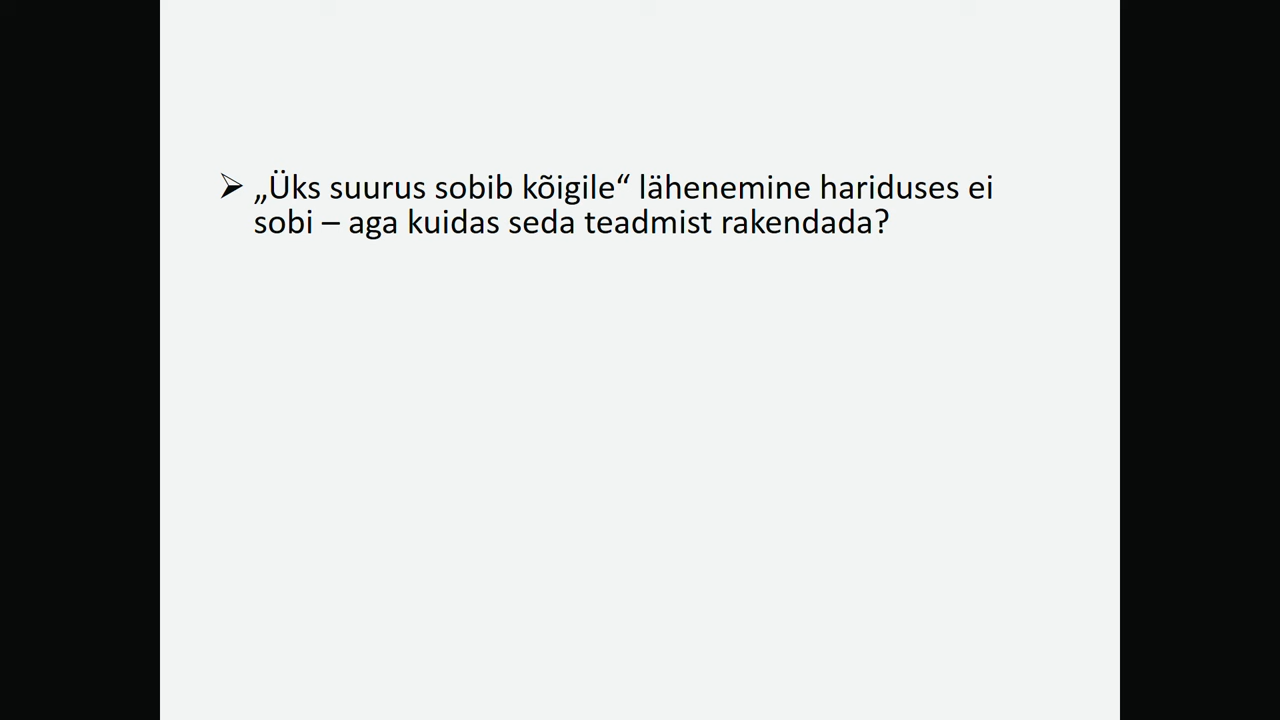 ➢ „Üks suurus sobib kõigile“ lähenemine hariduses ei
sobi – aga kuidas seda teadmist rakendada?